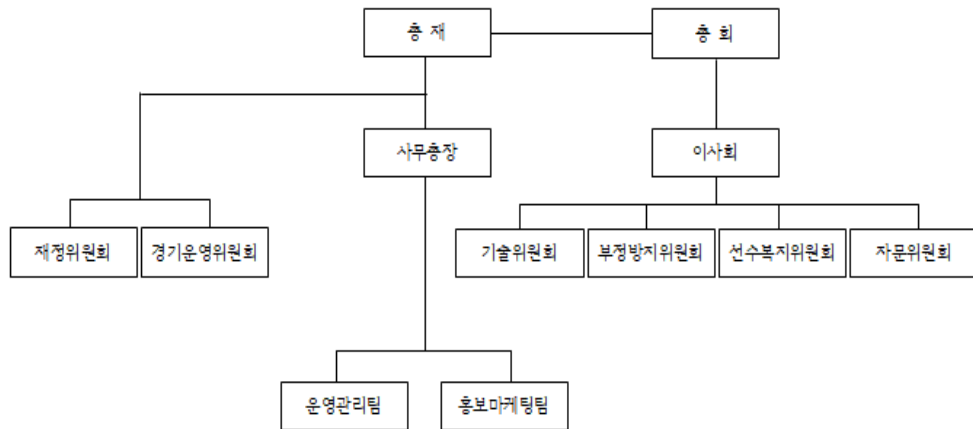 총 재
총 회
사무총장
이사회
재정위원회
경기운영위원회
기술위원회
부정방지위원회
선수복지위원회
자문위원회
운영관리팀
홍보마케팅팀